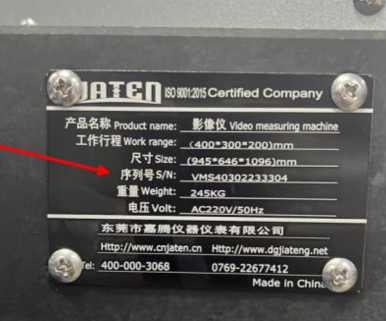 JATEN ISO 9001:2015 Certified Company
产品名称 Product name: 影像仪 Video measuring machine
工作行程 Work range: (400*300*200)mm
尺寸 Size: (945*646*1096)mm
序列号 S/N: VMS40302233304
重量 Weight: 245KG
电压 Volt: AC220V/50Hz
东莞市嘉腾仪器仪表有限公司
Http://www.cnjaten.cn Http://www.dgjiateng.net
Tel: 400-000-3068 0769-22677412
Made in China